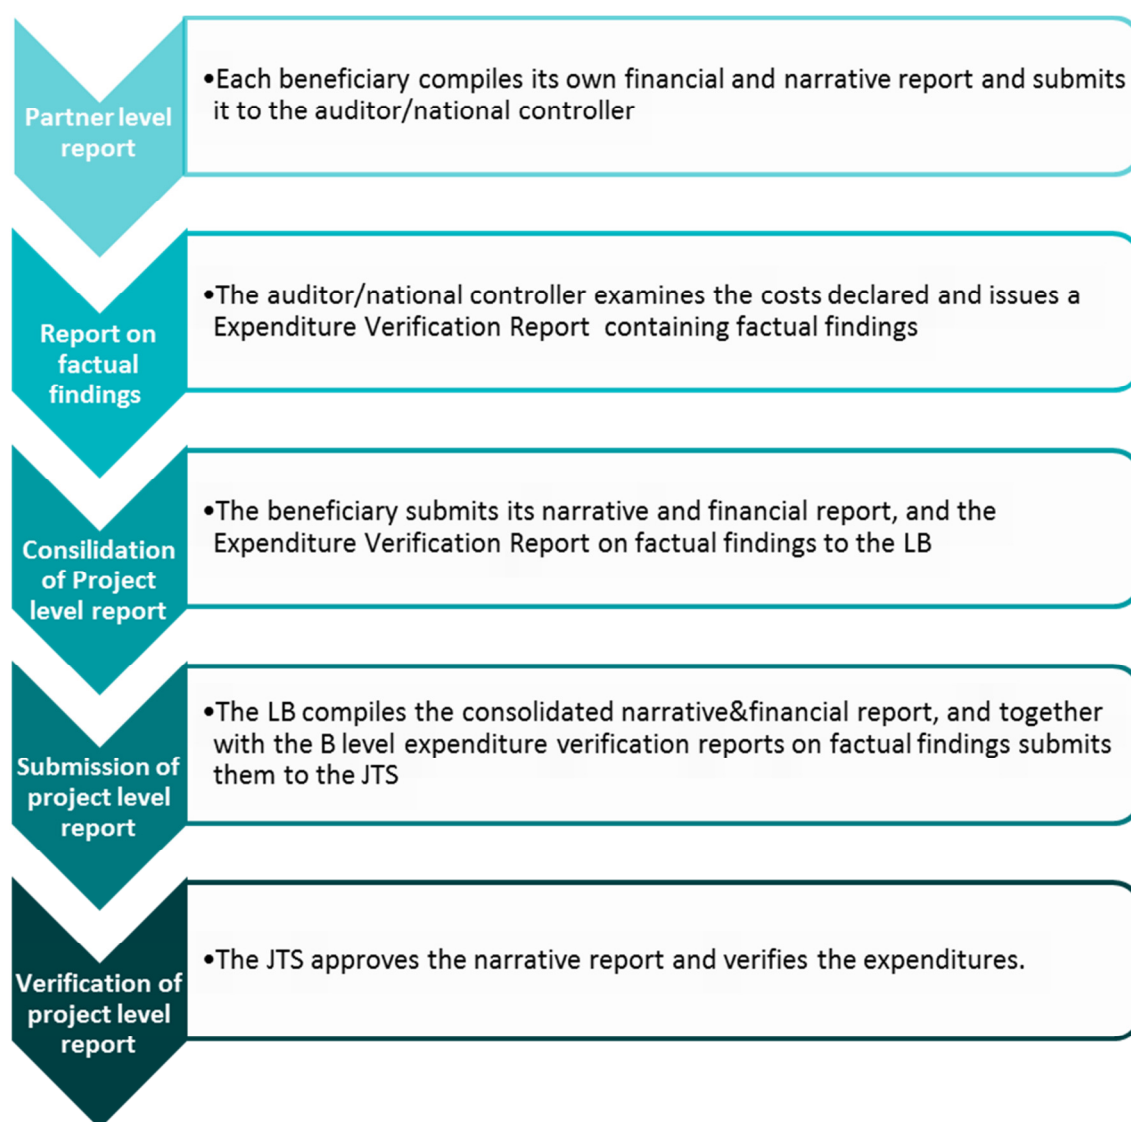 Partner level
report
•Each beneficiary compiles its own financial and narrative report and submits
it to the auditor/national controller
Report on
factual
findings
•The auditor/national controller examines the costs declared and issues a
Expenditure Verification Report containing factual findings
Consilidation
of Project
level report
•The beneficiary submits its narrative and financial report, and the
Expenditure Verification Report on factual findings to the LB
Submission of
project level
report
•The LB compiles the consolidated narrative&financial report, and together
with the B level expenditure verification reports on factual findings submits
them to the JTS
Verification of
project level
report
•The JTS approves the narrative report and verifies the expenditures.